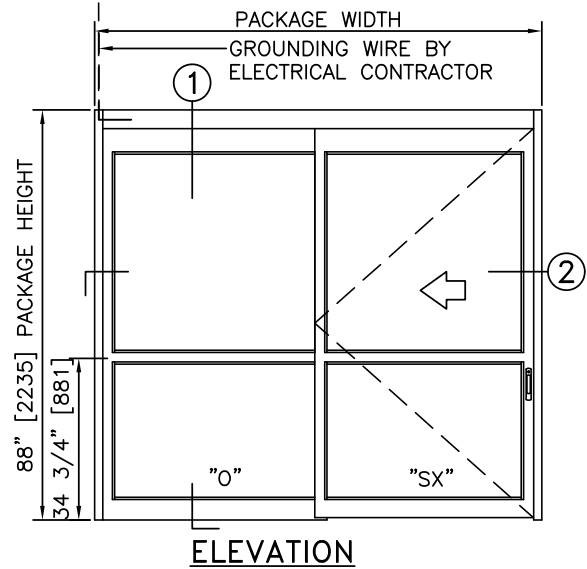 PACKAGE WIDTH
GROUNDING WIRE BY
ELECTRICAL CONTRACTOR
1
88" [2235] PACKAGE HEIGHT
34 3/4" [881]
2
"O"
"SX"
ELEVATION